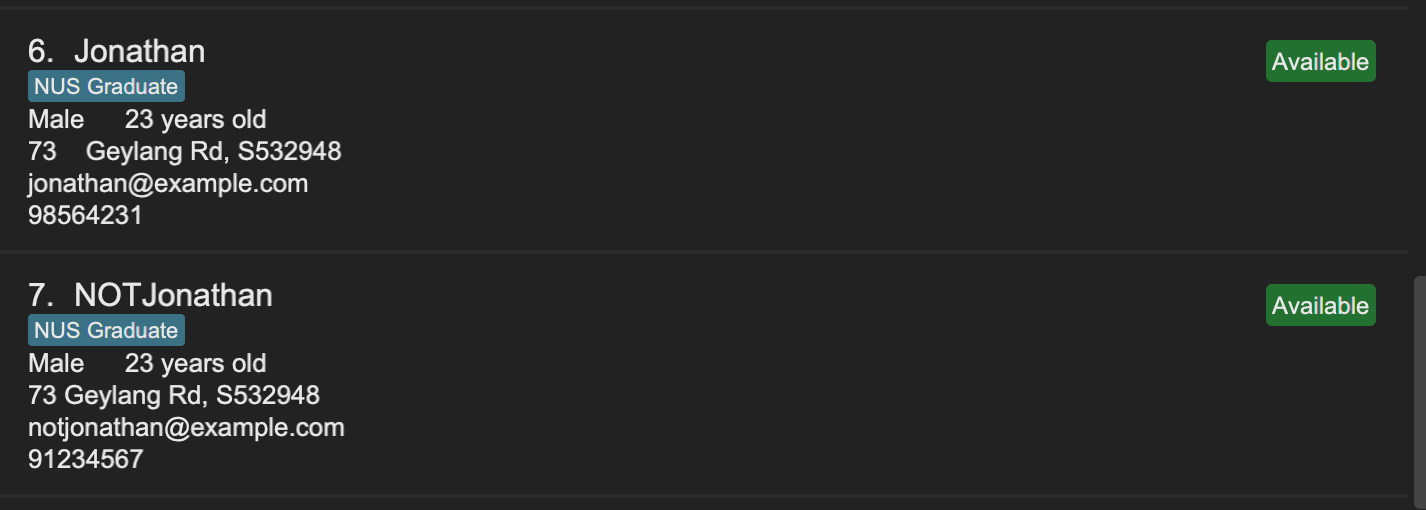 6. Jonathan
Available
NUS Graduate
Male 23 years old
73 Geylang Rd, S532948
jonathan@example.com
98564231
7. NOTJonathan
Available
NUS Graduate
Male 23 years old
73 Geylang Rd, S532948
notjonathan@example.com
91234567